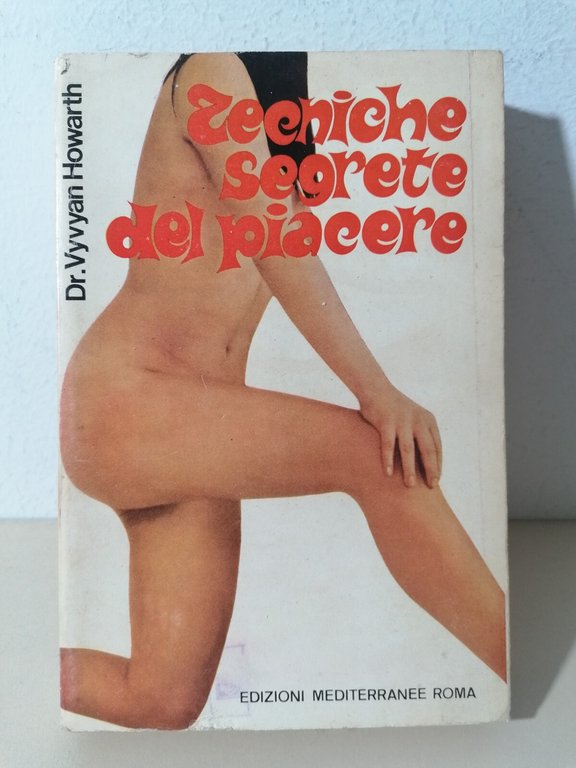 Dr. Vyvyan Howarth
Tecniche
segrete
del piacere
EDIZIONI MEDITERRANEE ROMA